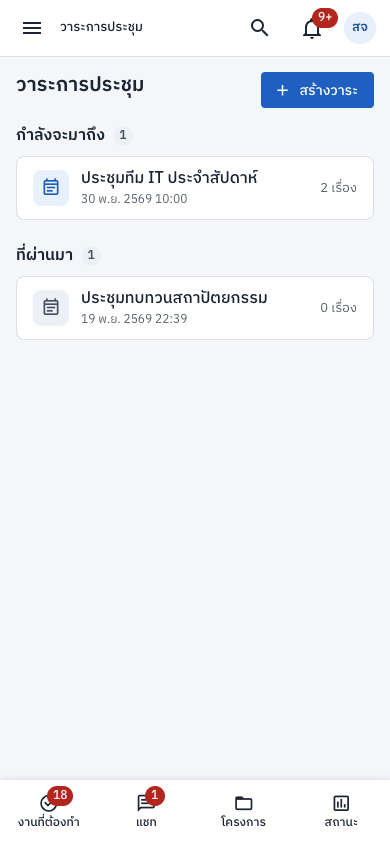 วาระการประชุม
9+
สจ
วาระการประชุม
+ สร้างวาระ
กำลังจะมาถึง 1
ประชุมทีม IT ประจำสัปดาห์
30 พ.ย. 2569 10:00
2 เรื่อง
ที่ผ่านมา 1
ประชุมทบทวนสถาปัตยกรรม
19 พ.ย. 2569 22:39
0 เรื่อง
18
1
งานที่ต้องทำ
แชท
โครงการ
สถานะ